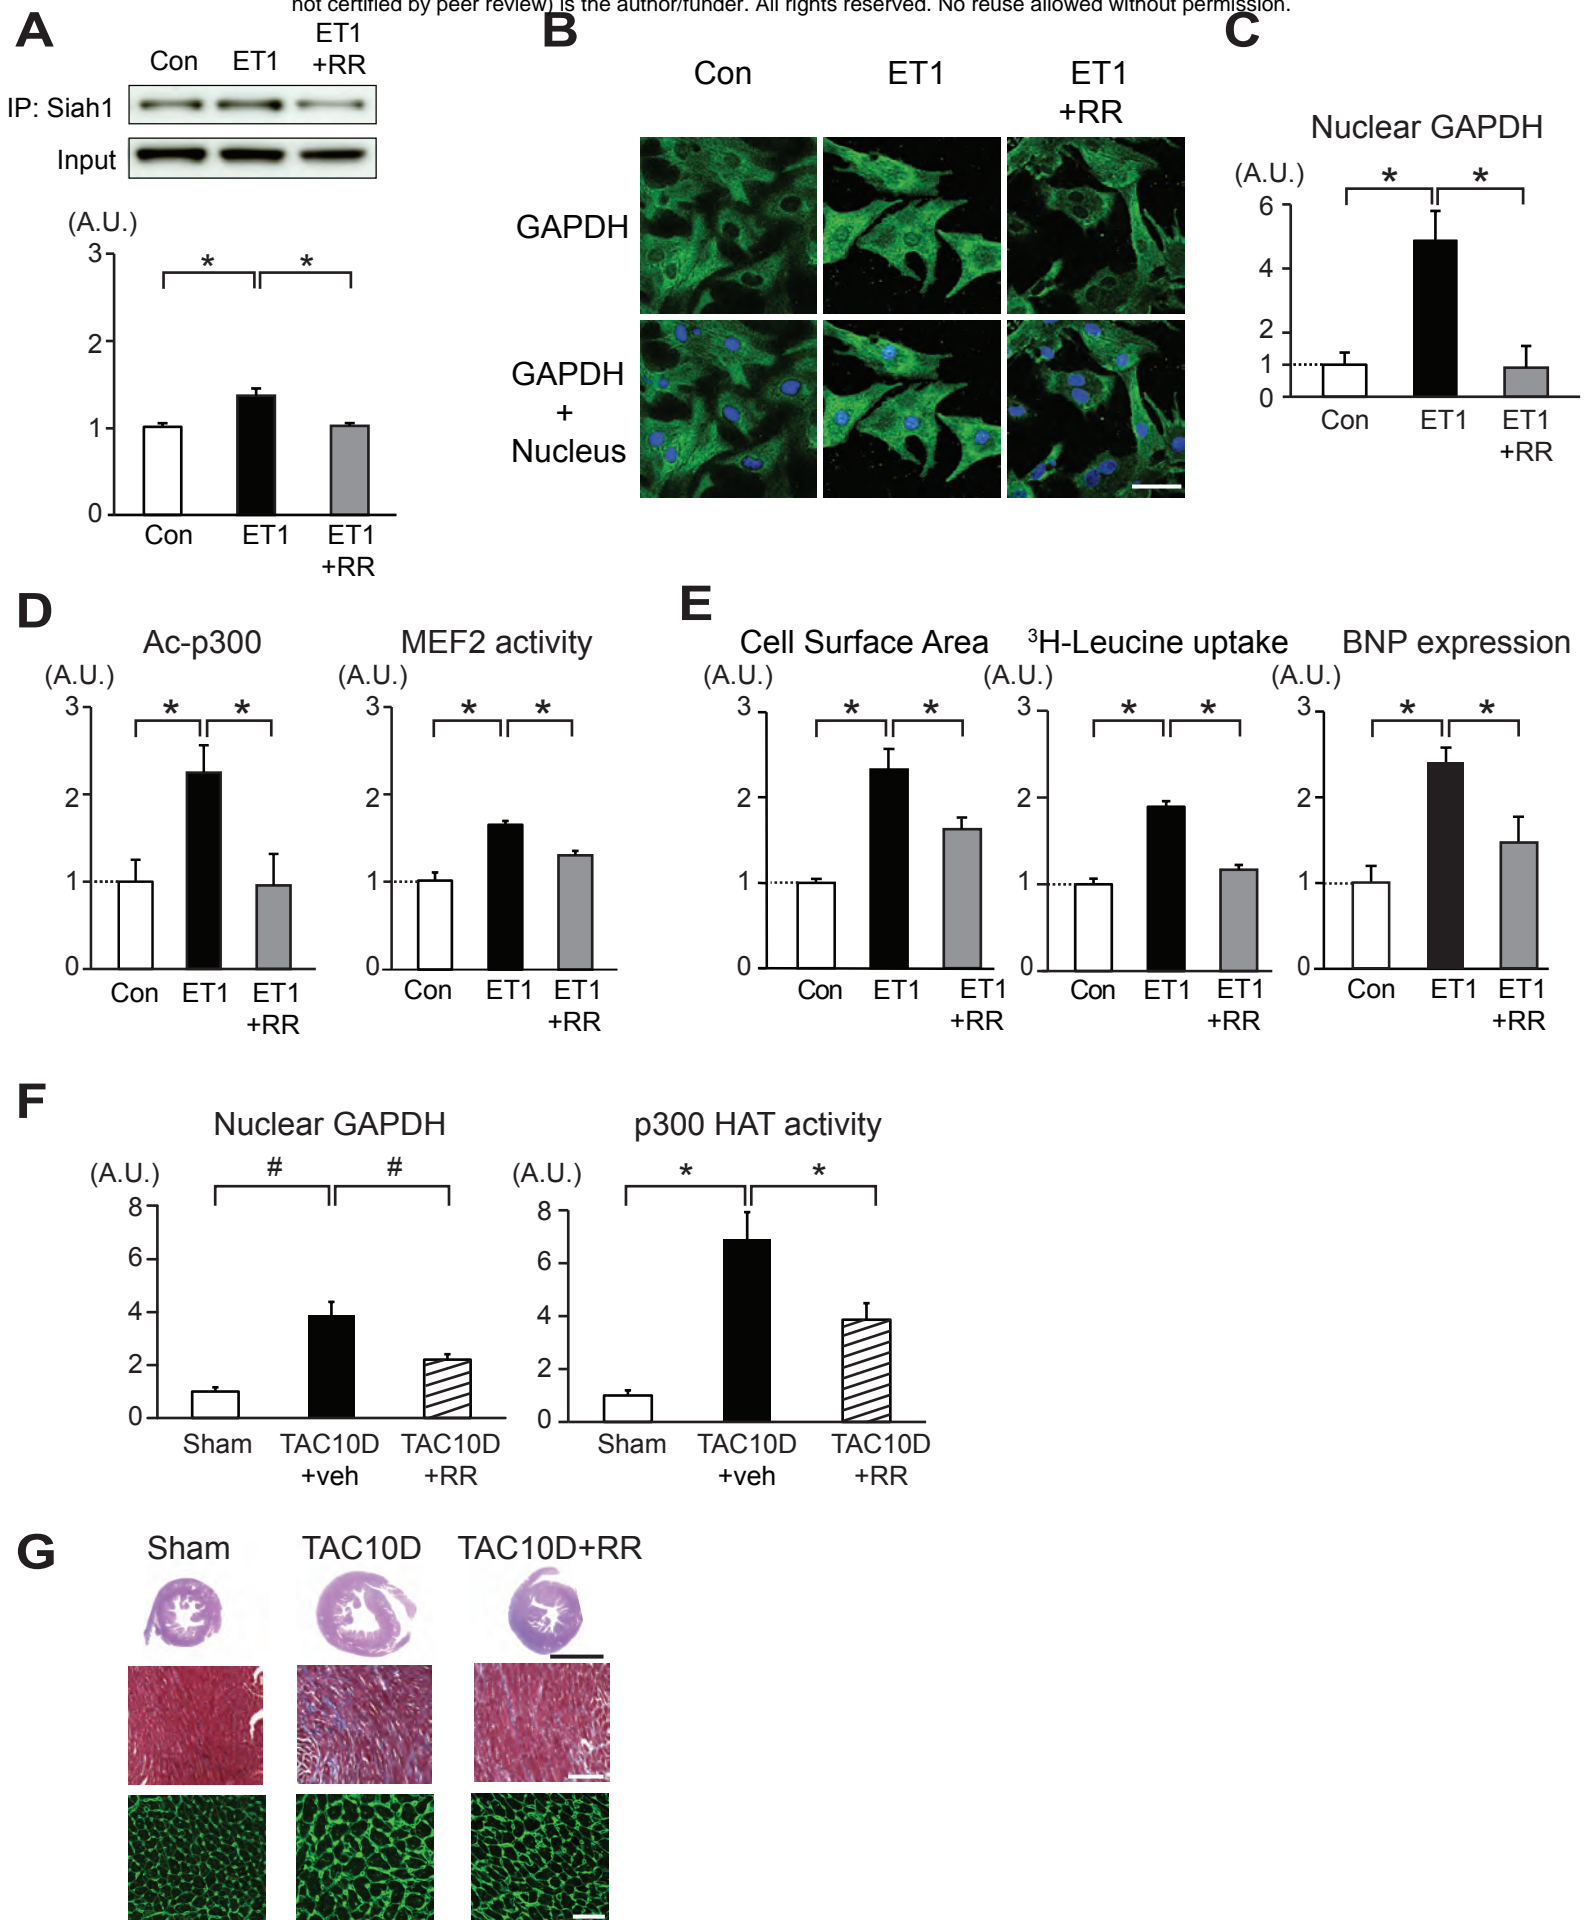 not certified by peer review) is the author/funder. All rights reserved. No reuse allowed without permission.
A
Con ET1 ET1 +RR
IP: Siah1
Input
(A.U.)
3
* *
2
1
0
Con ET1 ET1
+RR
B
Con ET1 ET1
+RR
GAPDH
GAPDH
+
Nucleus
C
Nuclear GAPDH
(A.U.)
* *
6
4
2
1
0
Con ET1 ET1
+RR
D
Ac-p300
(A.U.)
3
* *
2
1
0
Con ET1 ET1
+RR
MEF2 activity
(A.U.)
3
* *
2
1
0
Con ET1 ET1
+RR
E
Cell Surface Area
(A.U.)
3
* *
2
1
0
Con ET1 ET1
+RR
³H-Leucine uptake
(A.U.)
3
* *
2
1
0
Con ET1 ET1
+RR
BNP expression
(A.U.)
3
* *
2
1
0
Con ET1 ET1
+RR
F
Nuclear GAPDH
(A.U.)
# #
8
6
4
2
0
Sham TAC10D TAC10D
+veh +RR
p300 HAT activity
(A.U.)
* *
8
6
4
2
0
Sham TAC10D TAC10D
+veh +RR
G
Sham TAC10D TAC10D+RR